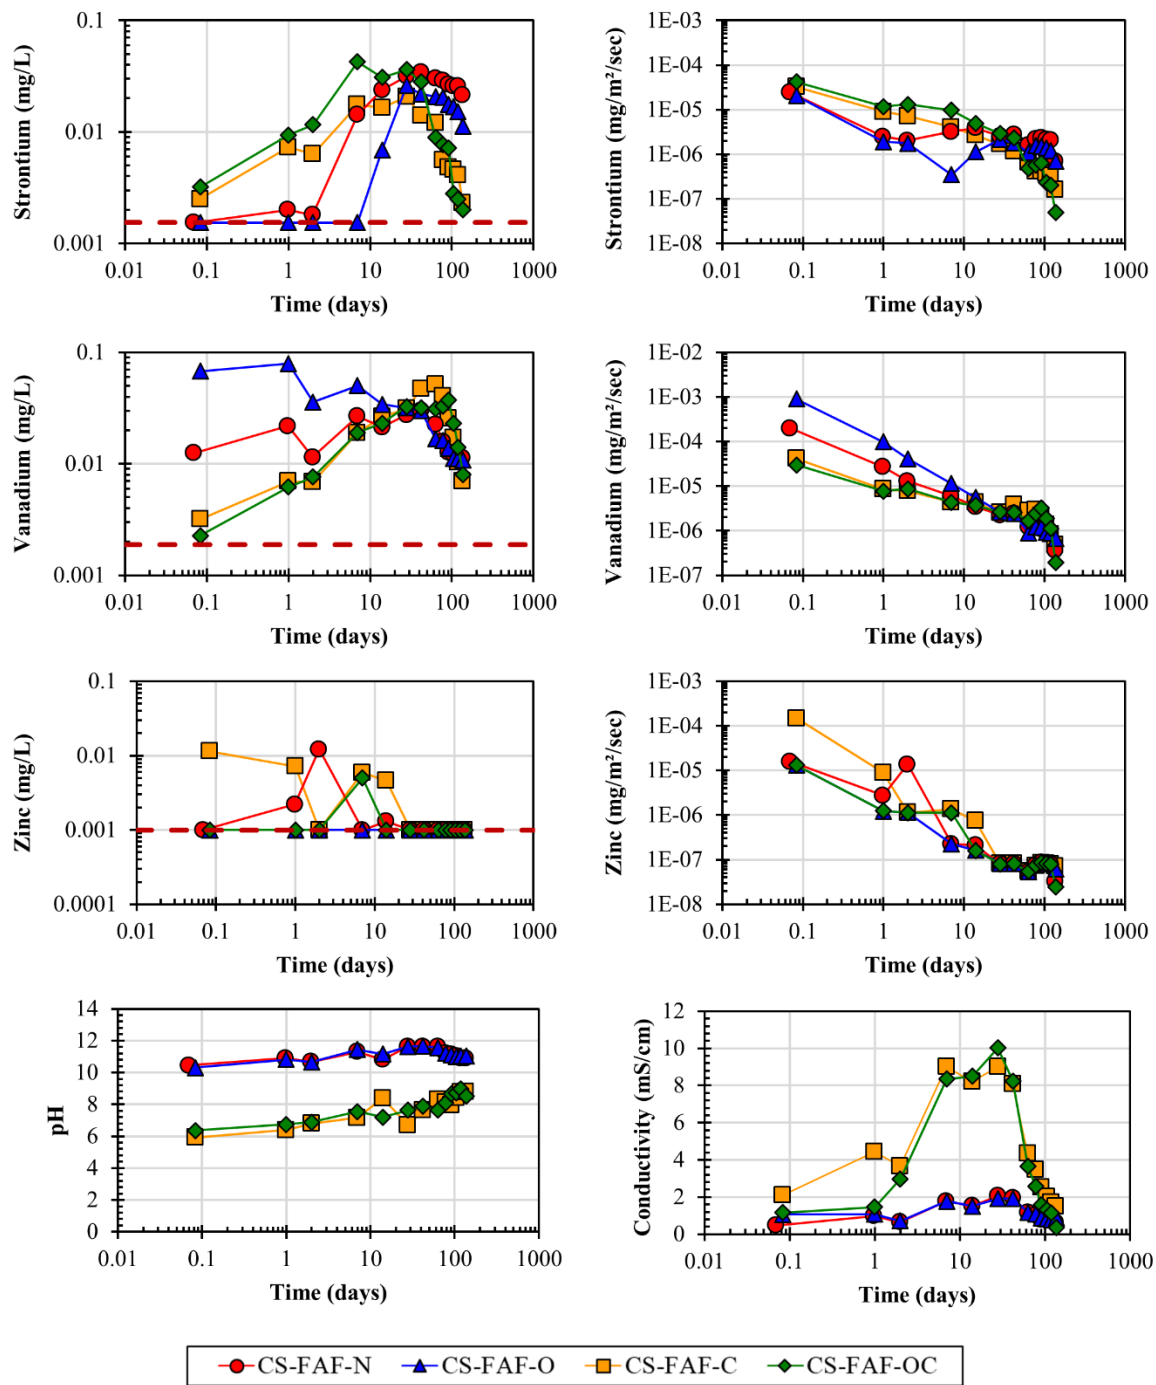 Strontium (mg/L)
0.1
0.01
0.001
0.01 0.1 1 10 100 1000
Time (days)
Strontium (mg/m²/sec)
1E-03
1E-04
1E-05
1E-06
1E-07
1E-08
0.01 0.1 1 10 100 1000
Time (days)
Vanadium (mg/L)
0.1
0.01
0.001
0.01 0.1 1 10 100 1000
Time (days)
Vanadium (mg/m²/sec)
1E-02
1E-03
1E-04
1E-05
1E-06
1E-07
0.01 0.1 1 10 100 1000
Time (days)
Zinc (mg/L)
0.1
0.01
0.001
0.0001
0.01 0.1 1 10 100 1000
Time (days)
Zinc (mg/m²/sec)
1E-03
1E-04
1E-05
1E-06
1E-07
1E-08
0.01 0.1 1 10 100 1000
Time (days)
pH
14
12
10
8
6
4
2
0
0.01 0.1 1 10 100 1000
Time (days)
Conductivity (mS/cm)
12
10
8
6
4
2
0
0.01 0.1 1 10 100 1000
Time (days)
CS-FAF-N CS-FAF-O CS-FAF-C CS-FAF-OC